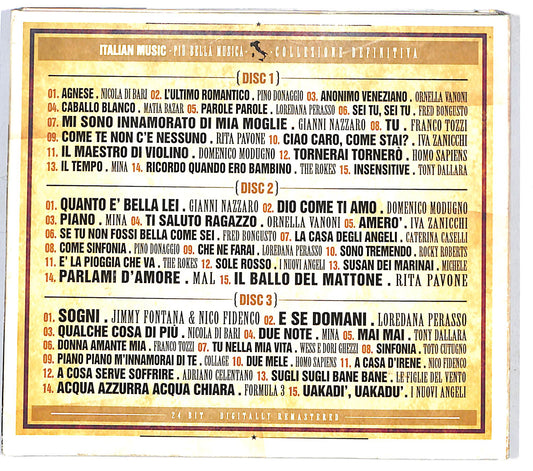 ITALIAN MUSIC - PIÙ BELLA MUSICA - COLLEZIONE DEFINITIVA
DISC 1
01. AGNESE . NICOLA DI BARI 02. L'ULTIMO ROMANTICO . PINO DONAGGIO 03. ANONIMO VENEZIANO . ORNELLA VANONI
04. CABALLO BLANCO . MATIA BAZAR 05. PAROLE PAROLE . LOREDANA PERASSO 06. SEI TU, SEI TU . FRED BONGUSTO
07. MI SONO INNAMORATO DI MIA MOGLIE . GIANNI NAZZARO 08. TU . FRANCO TOZZI
09. COME TE NON C'E NESSUNO . RITA PAVONE 10. CIAO CARO, COME STAI? . IVA ZANICCHI
11. IL MAESTRO DI VIOLINO . DOMENICO MODUGNO 12. TORNERAI TORNERÒ . HOMO SAPIENS
13. IL TEMPO . MINA 14. RICORDO QUANDO ERO BAMBINO . THE ROKES 15. INSENSITIVE . TONY DALLARA
DISC 2
01. QUANTO E' BELLA LEI . GIANNI NAZZARO 02. DIO COME TI AMO . DOMENICO MODUGNO
03. PIANO . MINA 04. TI SALUTO RAGAZZO . ORNELLA VANONI 05. AMERO' . IVA ZANICCHI
06. SE TU NON FOSSI BELLA COME SEI . FRED BONGUSTO 07. LA CASA DEGLI ANGELI . CATERINA CASELLI
08. COME SINFONIA . PINO DONAGGIO 09. CHE NE FARAI . LOREDANA PERASSO 10. SONO TREMENDO . ROCKY ROBERTS
11. E' LA PIOGGIA CHE VA . THE ROKES 12. SOLE ROSSO . I NUOVI ANGELI 13. SUSAN DEI MARINAI . MICHELE
14. PARLAMI D'AMORE . MAL 15. IL BALLO DEL MATTONE . RITA PAVONE
DISC 3
01. SOGNI . JIMMY FONTANA & NICO FIDENCO 02. E SE DOMANI . LOREDANA PERASSO
03. QUALCHE COSA DI PIÙ . NICOLA DI BARI 04. DUE NOTE . MINA 05. MAI MAI . TONY DALLARA
06. DONNA AMANTE MIA . FRANCO TOZZI 07. TU NELLA MIA VITA . WESS E DORI GHEZZI 08. SINFONIA . TOTO CUTUGNO
09. PIANO PIANO M'INNAMORAI DI TE . COLLAGE 10. DUE MELE . HOMO SAPIENS 11. A CASA D'IRENE . NICO FIDENCO
12. A COSA SERVE SOFFRIRE . ADRIANO CELENTANO 13. SUGLI SUGLI BANE BANE . LE FIGLIE DEL VENTO
14. ACQUA AZZURRA ACQUA CHIARA . FORMULA 3 15. UAKADI', UAKADU' . I NUOVI ANGELI
24 BIT - DIGITALLY REMASTERED